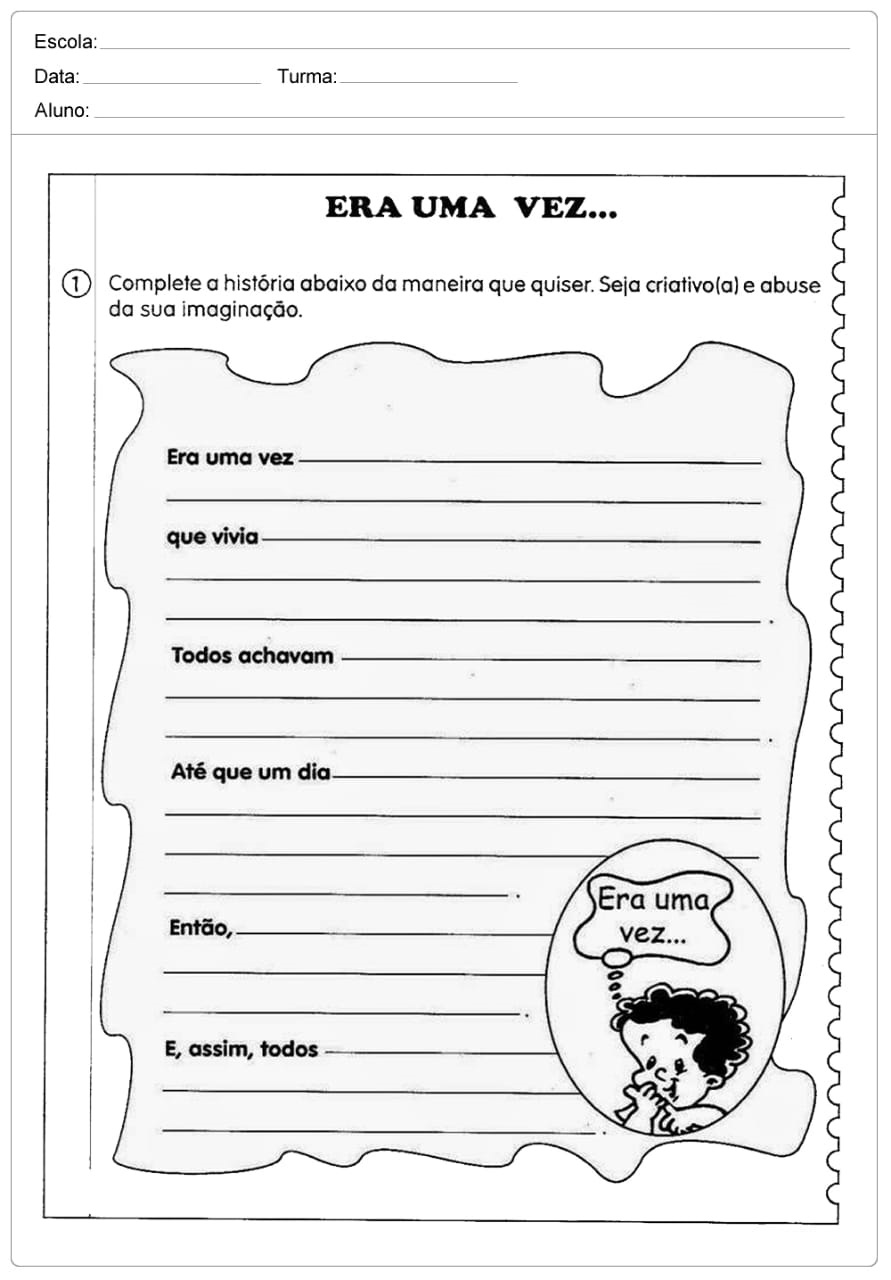 Escola:
Data: Turma:
Aluno:
ERA UMA VEZ...
1 Complete a história abaixo da maneira que quiser. Seja criativo(a) e abuse
da sua imaginação.
Era uma vez
que vivia
.
Todos achavam
.
Até que um dia
.
Era uma
vez...
Então,
.
E, assim, todos
.